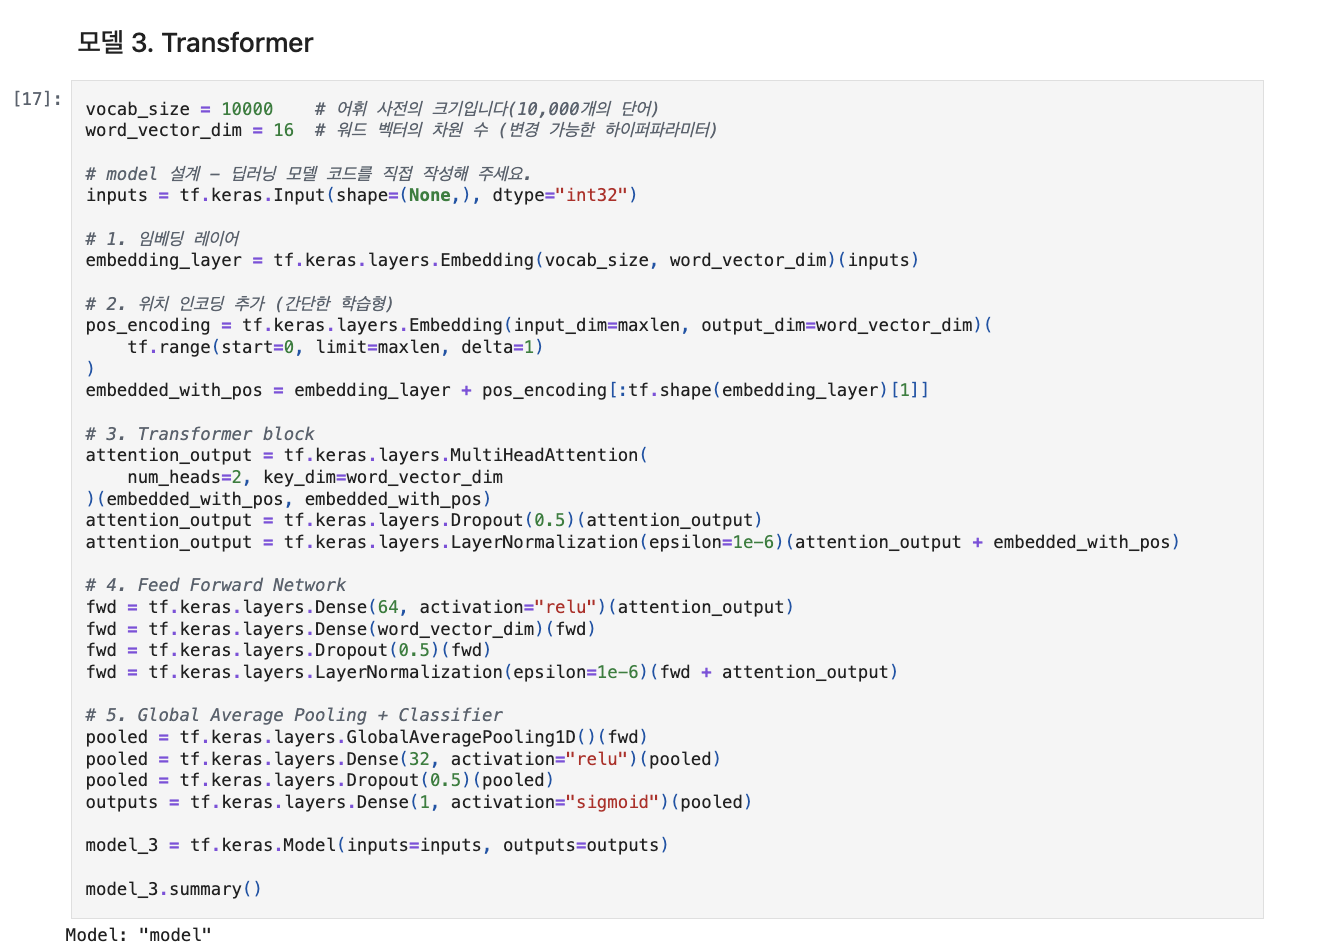 모델 3. Transformer
[17]:
vocab_size = 10000    # 어휘 사전의 크기입니다(10,000개의 단어)
word_vector_dim = 16  # 워드 벡터의 차원 수 (변경 가능한 하이퍼파라미터)
# model 설계 – 딥러닝 모델 코드를 직접 작성해 주세요.
inputs = tf.keras.Input(shape=(None,), dtype="int32")
# 1. 임베딩 레이어
embedding_layer = tf.keras.layers.Embedding(vocab_size, word_vector_dim)(inputs)
# 2. 위치 인코딩 추가 (간단한 학습형)
pos_encoding = tf.keras.layers.Embedding(input_dim=maxlen, output_dim=word_vector_dim)(
    tf.range(start=0, limit=maxlen, delta=1)
)
embedded_with_pos = embedding_layer + pos_encoding[:tf.shape(embedding_layer)[1]]
# 3. Transformer block
attention_output = tf.keras.layers.MultiHeadAttention(
    num_heads=2, key_dim=word_vector_dim
)(embedded_with_pos, embedded_with_pos)
attention_output = tf.keras.layers.Dropout(0.5)(attention_output)
attention_output = tf.keras.layers.LayerNormalization(epsilon=1e-6)(attention_output + embedded_with_pos)
# 4. Feed Forward Network
fwd = tf.keras.layers.Dense(64, activation="relu")(attention_output)
fwd = tf.keras.layers.Dense(word_vector_dim)(fwd)
fwd = tf.keras.layers.Dropout(0.5)(fwd)
fwd = tf.keras.layers.LayerNormalization(epsilon=1e-6)(fwd + attention_output)
# 5. Global Average Pooling + Classifier
pooled = tf.keras.layers.GlobalAveragePooling1D()(fwd)
pooled = tf.keras.layers.Dense(32, activation="relu")(pooled)
pooled = tf.keras.layers.Dropout(0.5)(pooled)
outputs = tf.keras.layers.Dense(1, activation="sigmoid")(pooled)
model_3 = tf.keras.Model(inputs=inputs, outputs=outputs)
model_3.summary()
Model: "model"